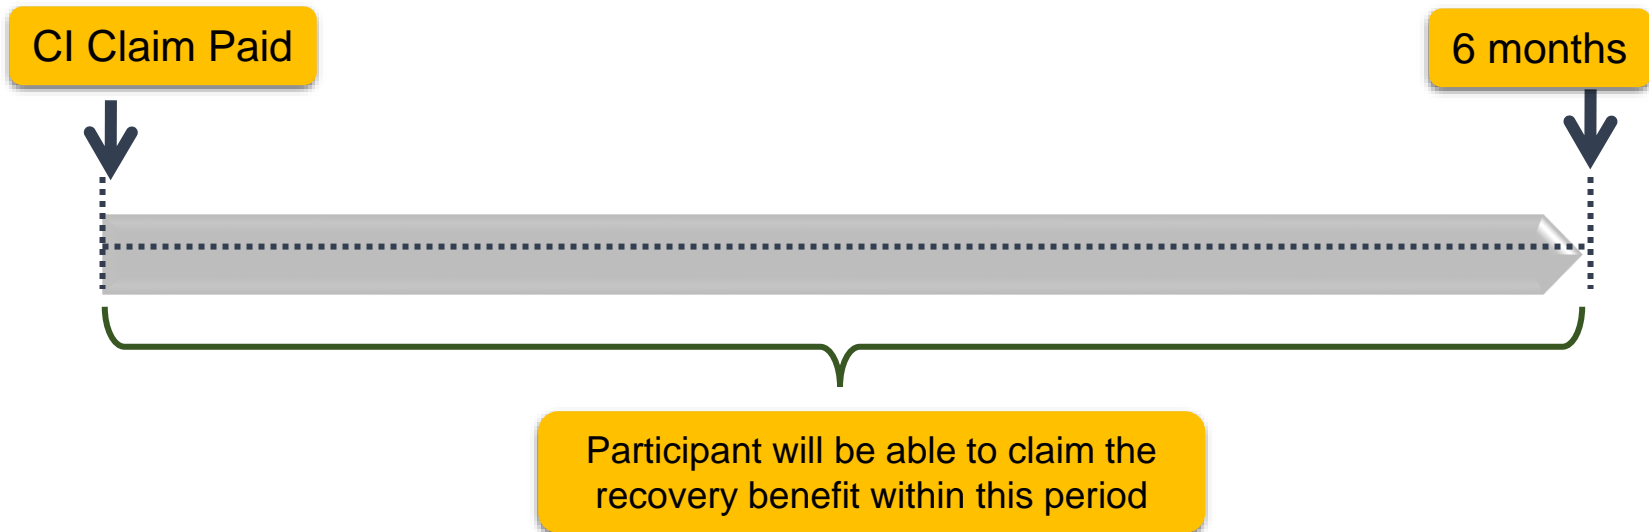 CI Claim Paid
6 months
Participant will be able to claim the
recovery benefit within this period